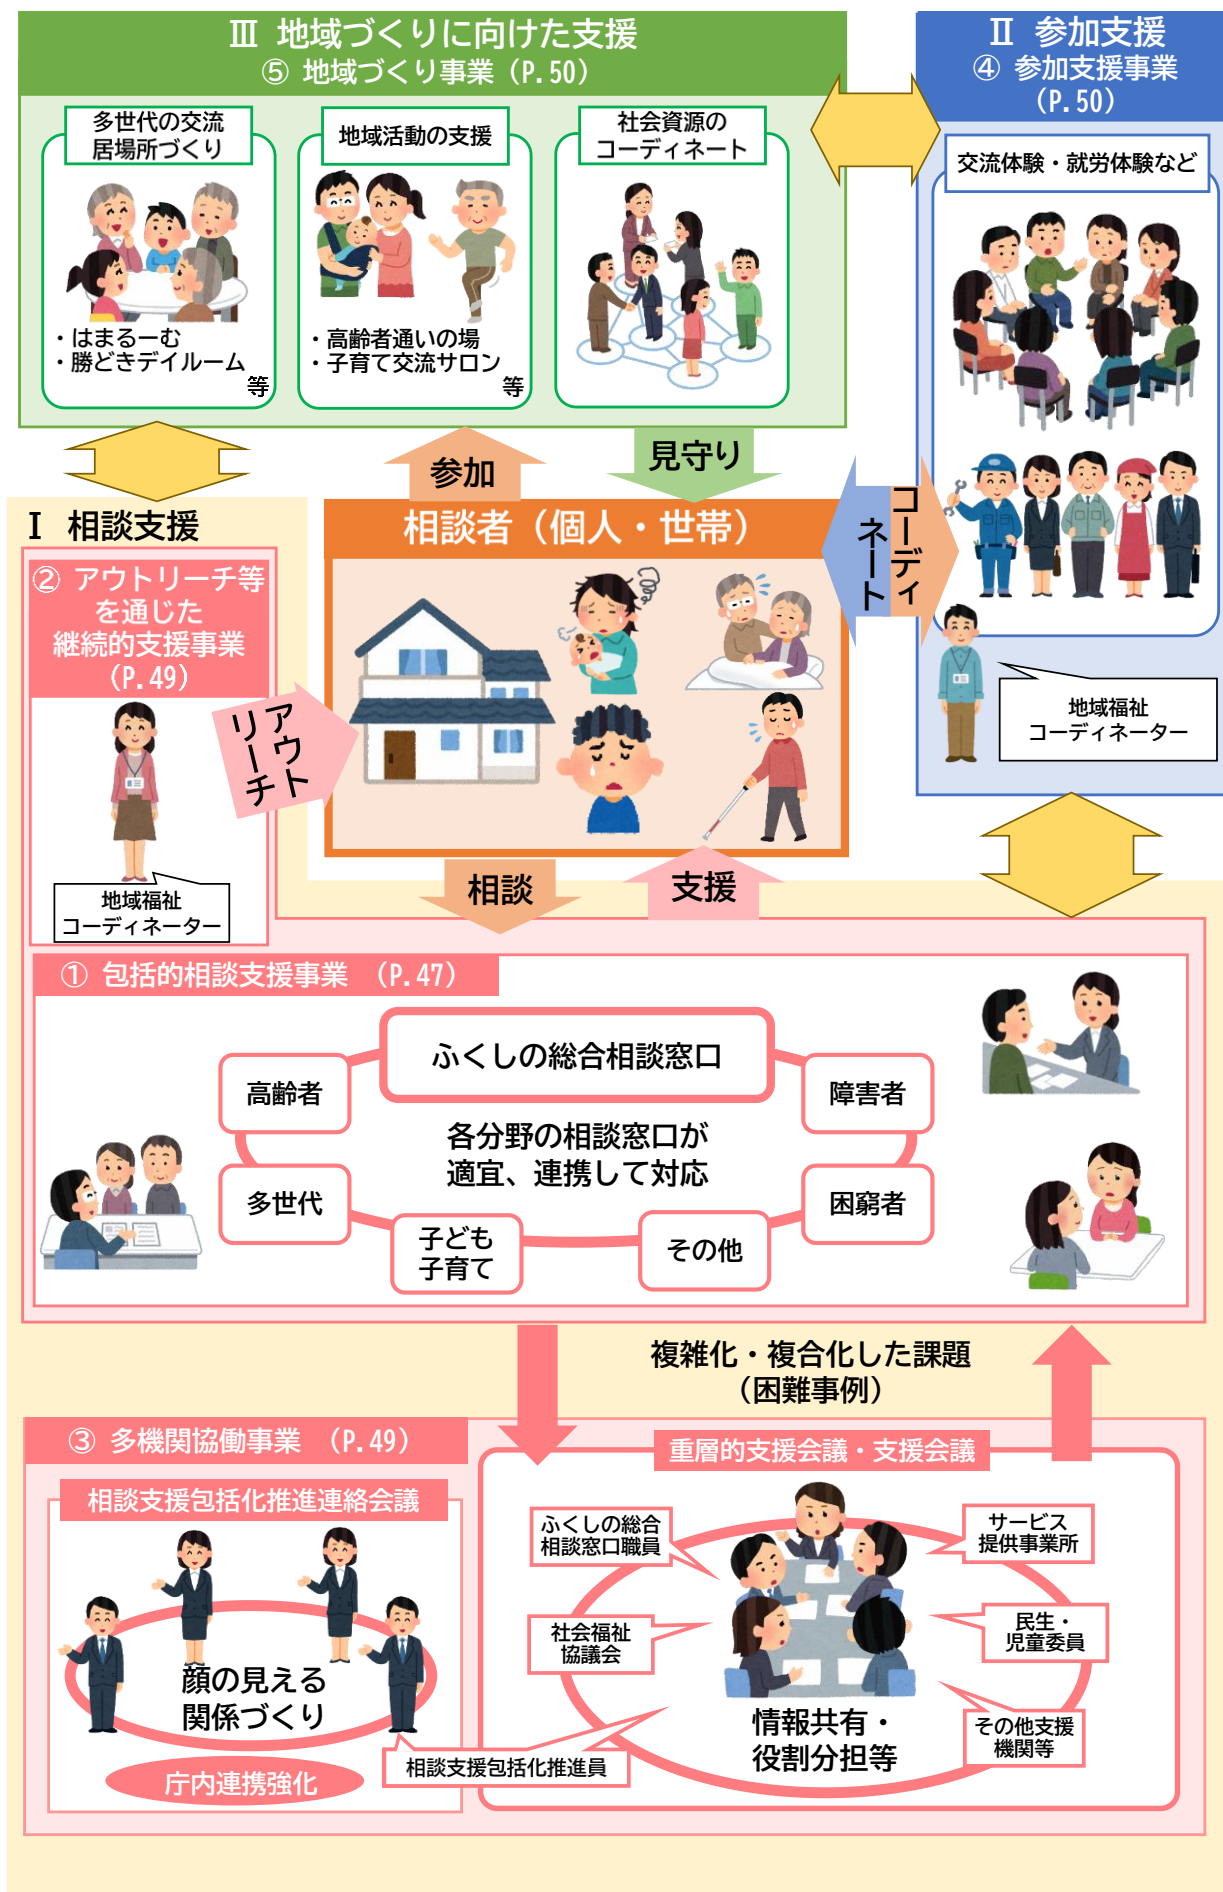 Ⅲ 地域づくりに向けた支援
⑤ 地域づくり事業（P.50）
多世代の交流
居場所づくり
・はまるーむ
・勝どきデイルーム
等
地域活動の支援
・高齢者通いの場
・子育て交流サロン
等
社会資源の
コーディネート
Ⅱ 参加支援
④ 参加支援事業
（P.50）
交流体験・就労体験など
地域福祉
コーディネーター
参加
見守り
コーディ
ネート
相談者（個人・世帯）
Ⅰ 相談支援
② アウトリーチ等
を通じた
継続的支援事業
（P.49）
アウト
リーチ
地域福祉
コーディネーター
相談
支援
① 包括的相談支援事業 （P.47）
ふくしの総合相談窓口
高齢者
障害者
各分野の相談窓口が
適宜、連携して対応
多世代
困窮者
子ども
子育て
その他
複雑化・複合化した課題
（困難事例）
③ 多機関協働事業 （P.49）
相談支援包括化推進連絡会議
顔の見える
関係づくり
庁内連携強化
重層的支援会議・支援会議
ふくしの総合
相談窓口職員
サービス
提供事業所
社会福祉
協議会
民生・
児童委員
相談支援包括化推進員
その他支援
機関等
情報共有・
役割分担等